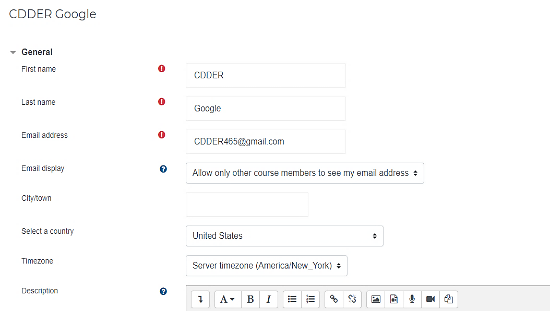 CDDER Google
General
First name CDDER
Last name Google
Email address CDDER465@gmail.com
Email display Allow only other course members to see my email address
City/town
Select a country United States
Timezone Server timezone (America/New_York)
Description
A B I